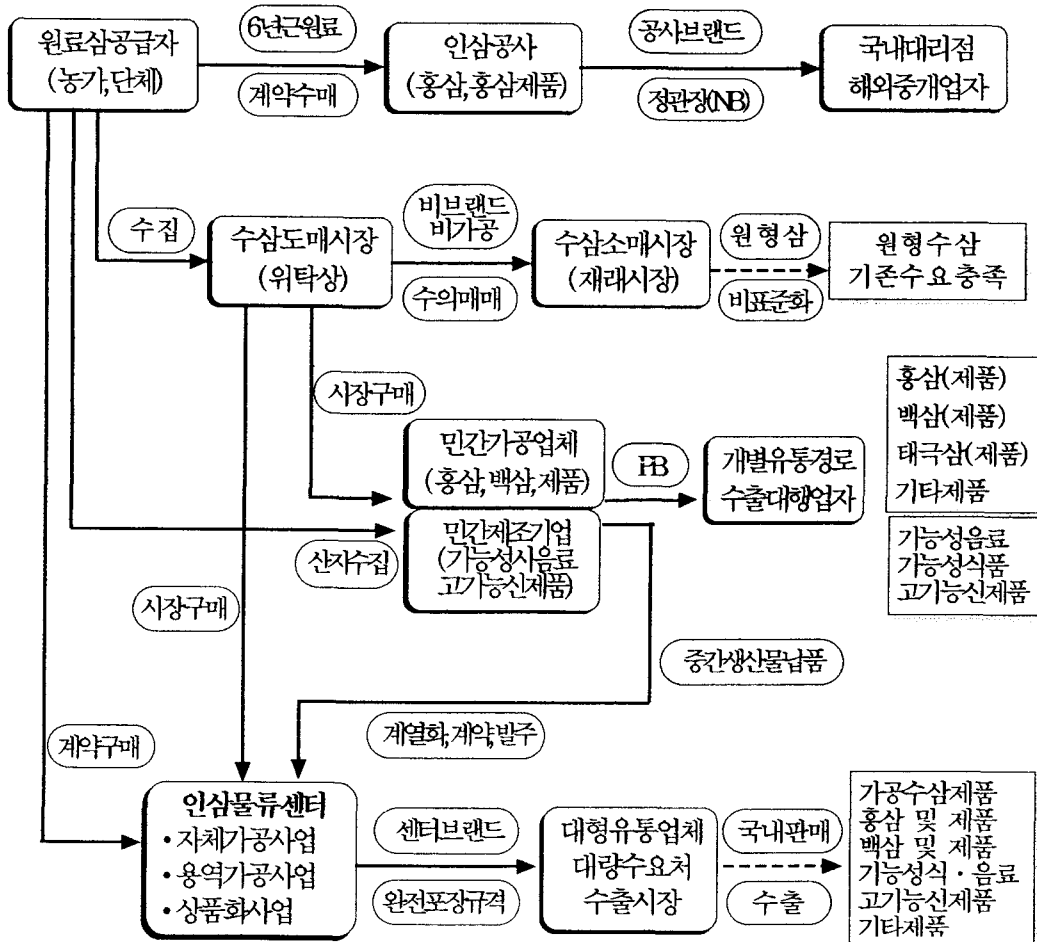 원료삼공급자
(농가,단체)
6년근원료
계약수매
인삼공사
(홍삼,홍삼제품)
공사브랜드
정관장(NB)
국내대리점
해외중개업자
수집
수삼도매시장
(위탁상)
비브랜드
비가공
수의매매
수삼소매시장
(재래시장)
원형삼
비표준화
원형수삼
기존수요충족
시장구매
민간가공업체
(홍삼,백삼,제품)
PB
개별유통경로
수출대행업자
홍삼(제품)
백삼(제품)
태극삼(제품)
기타제품
산지수집
민간제조기업
(기능성식음료
고기능신제품)
기능성음료
기능성식품
고기능신제품
시장구매
중간생산물납품
계열화,계약,발주
계약구매
인삼물류센터
•자체가공사업
•용역가공사업
•상품화사업
센터브랜드
완전포장규격
대형유통업체
대량수요처
수출시장
국내판매
수출
가공수삼제품
홍삼 및 제품
백삼 및 제품
기능성식·음료
고기능신제품
기타제품